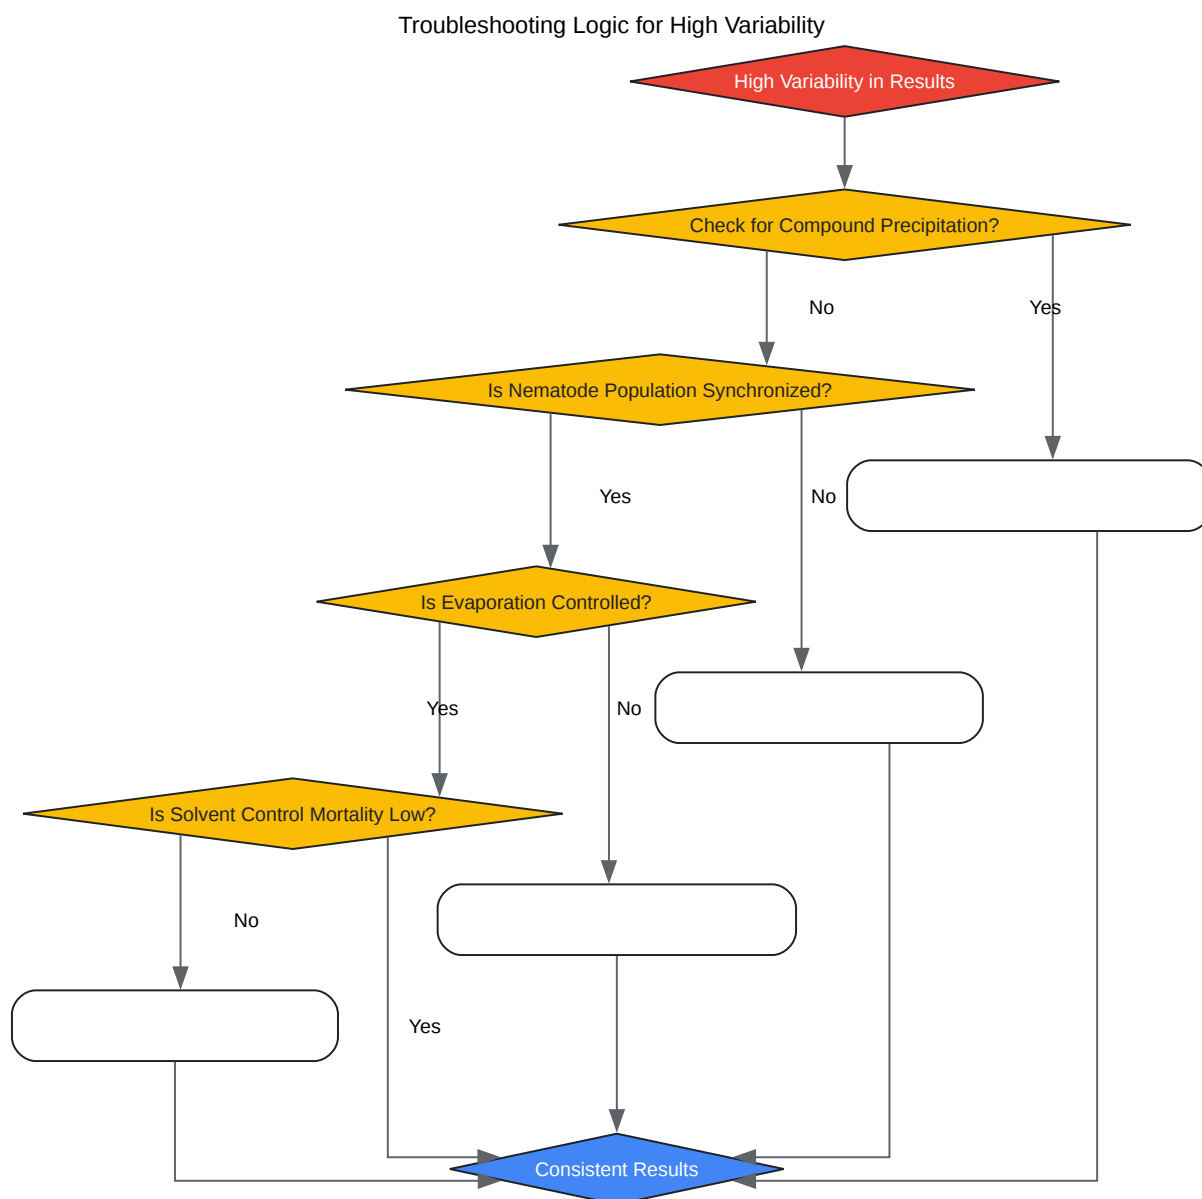 Troubleshooting Logic for High Variability
High Variability in Results
Check for Compound Precipitation?
No
Yes
Is Nematode Population Synchronized?
Yes
No
Is Evaporation Controlled?
Yes
No
Is Solvent Control Mortality Low?
No
Yes
Consistent Results